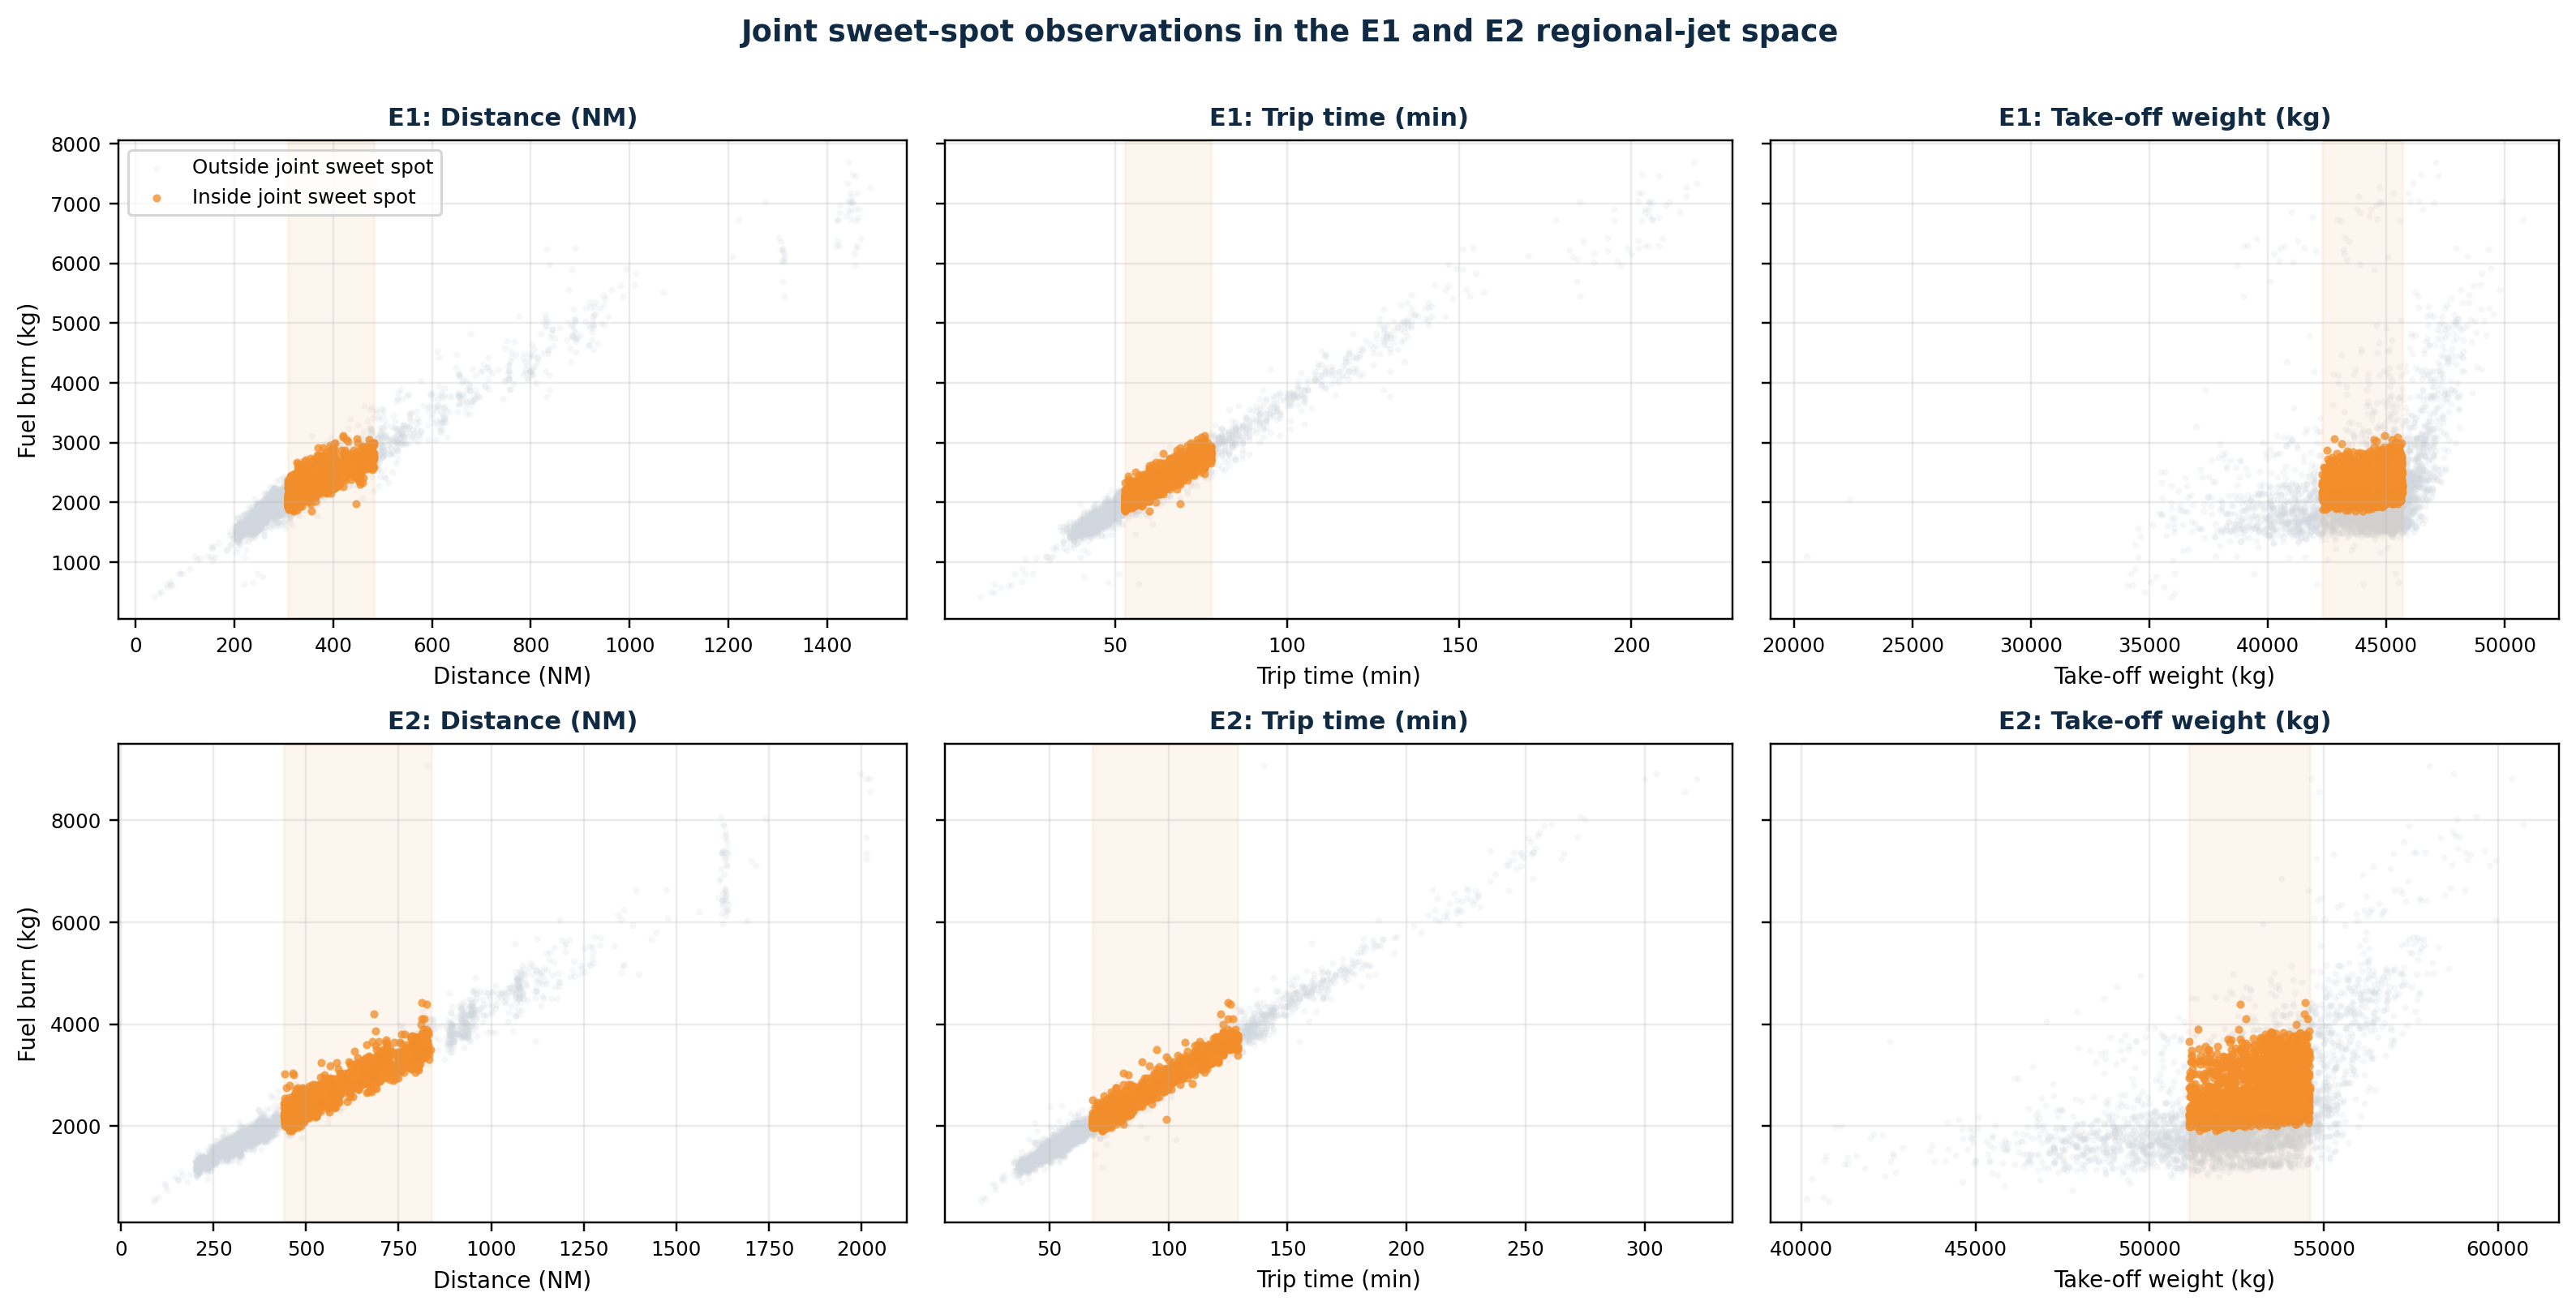 Joint sweet-spot observations in the E1 and E2 regional-jet space
E1: Distance (NM)
Outside joint sweet spot
Inside joint sweet spot
Fuel burn (kg)
8000
7000
6000
5000
4000
3000
2000
1000
0 200 400 600 800 1000 1200 1400
Distance (NM)
E1: Trip time (min)
50 100 150 200
Trip time (min)
E1: Take-off weight (kg)
20000 25000 30000 35000 40000 45000 50000
Take-off weight (kg)
E2: Distance (NM)
Fuel burn (kg)
8000
6000
4000
2000
0 250 500 750 1000 1250 1500 1750 2000
Distance (NM)
E2: Trip time (min)
50 100 150 200 250 300
Trip time (min)
E2: Take-off weight (kg)
40000 45000 50000 55000 60000
Take-off weight (kg)